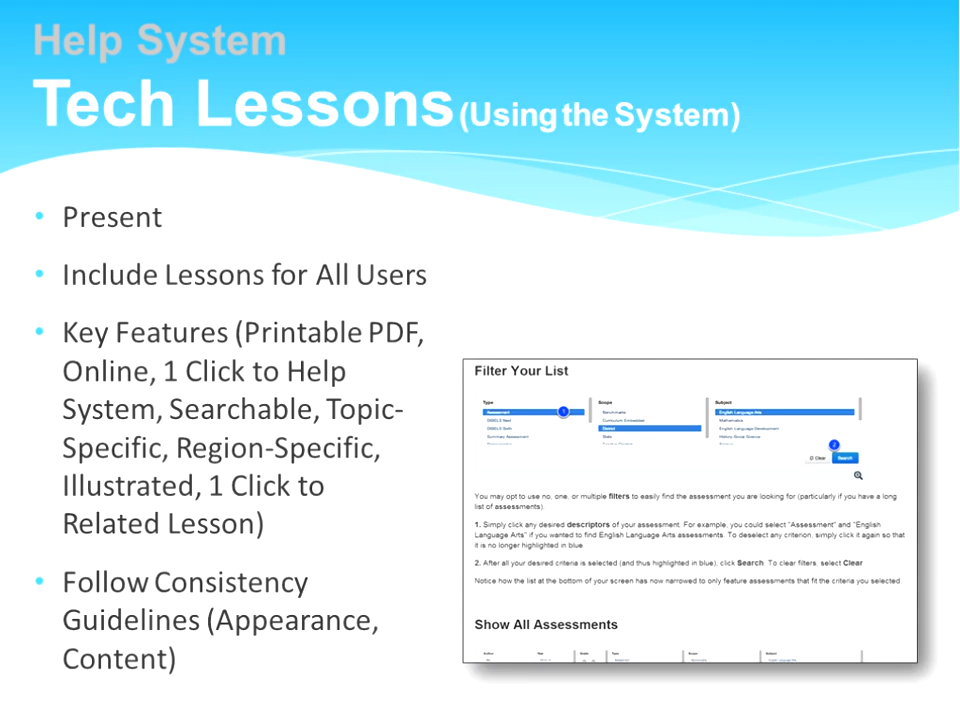 Help System
Tech Lessons (Using the System)
• Present
• Include Lessons for All Users
• Key Features (Printable PDF,
Online, 1 Click to Help
System, Searchable, Topic-
Specific, Region-Specific,
Illustrated, 1 Click to
Related Lesson)
• Follow Consistency
Guidelines (Appearance,
Content)
Filter Your List
Type Scope Subject
Assessment 1 Benchmarks English Language Arts
Curriculum Embedded Mathematics
District English Language Development
Summary Assessment State History-Social Science
2
Clear Search
You may opt to use no, one, or multiple filters to easily find the assessment you are looking for (particularly if you have a long
list of assessments).
1. Simply click any desired descriptors of your assessment. For example, you could select "Assessment" and "English
Language Arts" if you wanted to find English Language Arts assessments. To deselect any criterion, simply click it again so that
it is no longer highlighted in blue.
2. After all your desired criteria is selected (and thus highlighted in blue), click Search. To clear filters, select Clear
Notice how the list at the bottom of your screen has now narrowed to only feature assessments that fit the criteria you selected.
Show All Assessments
Author Year Grade Type Scope Subject